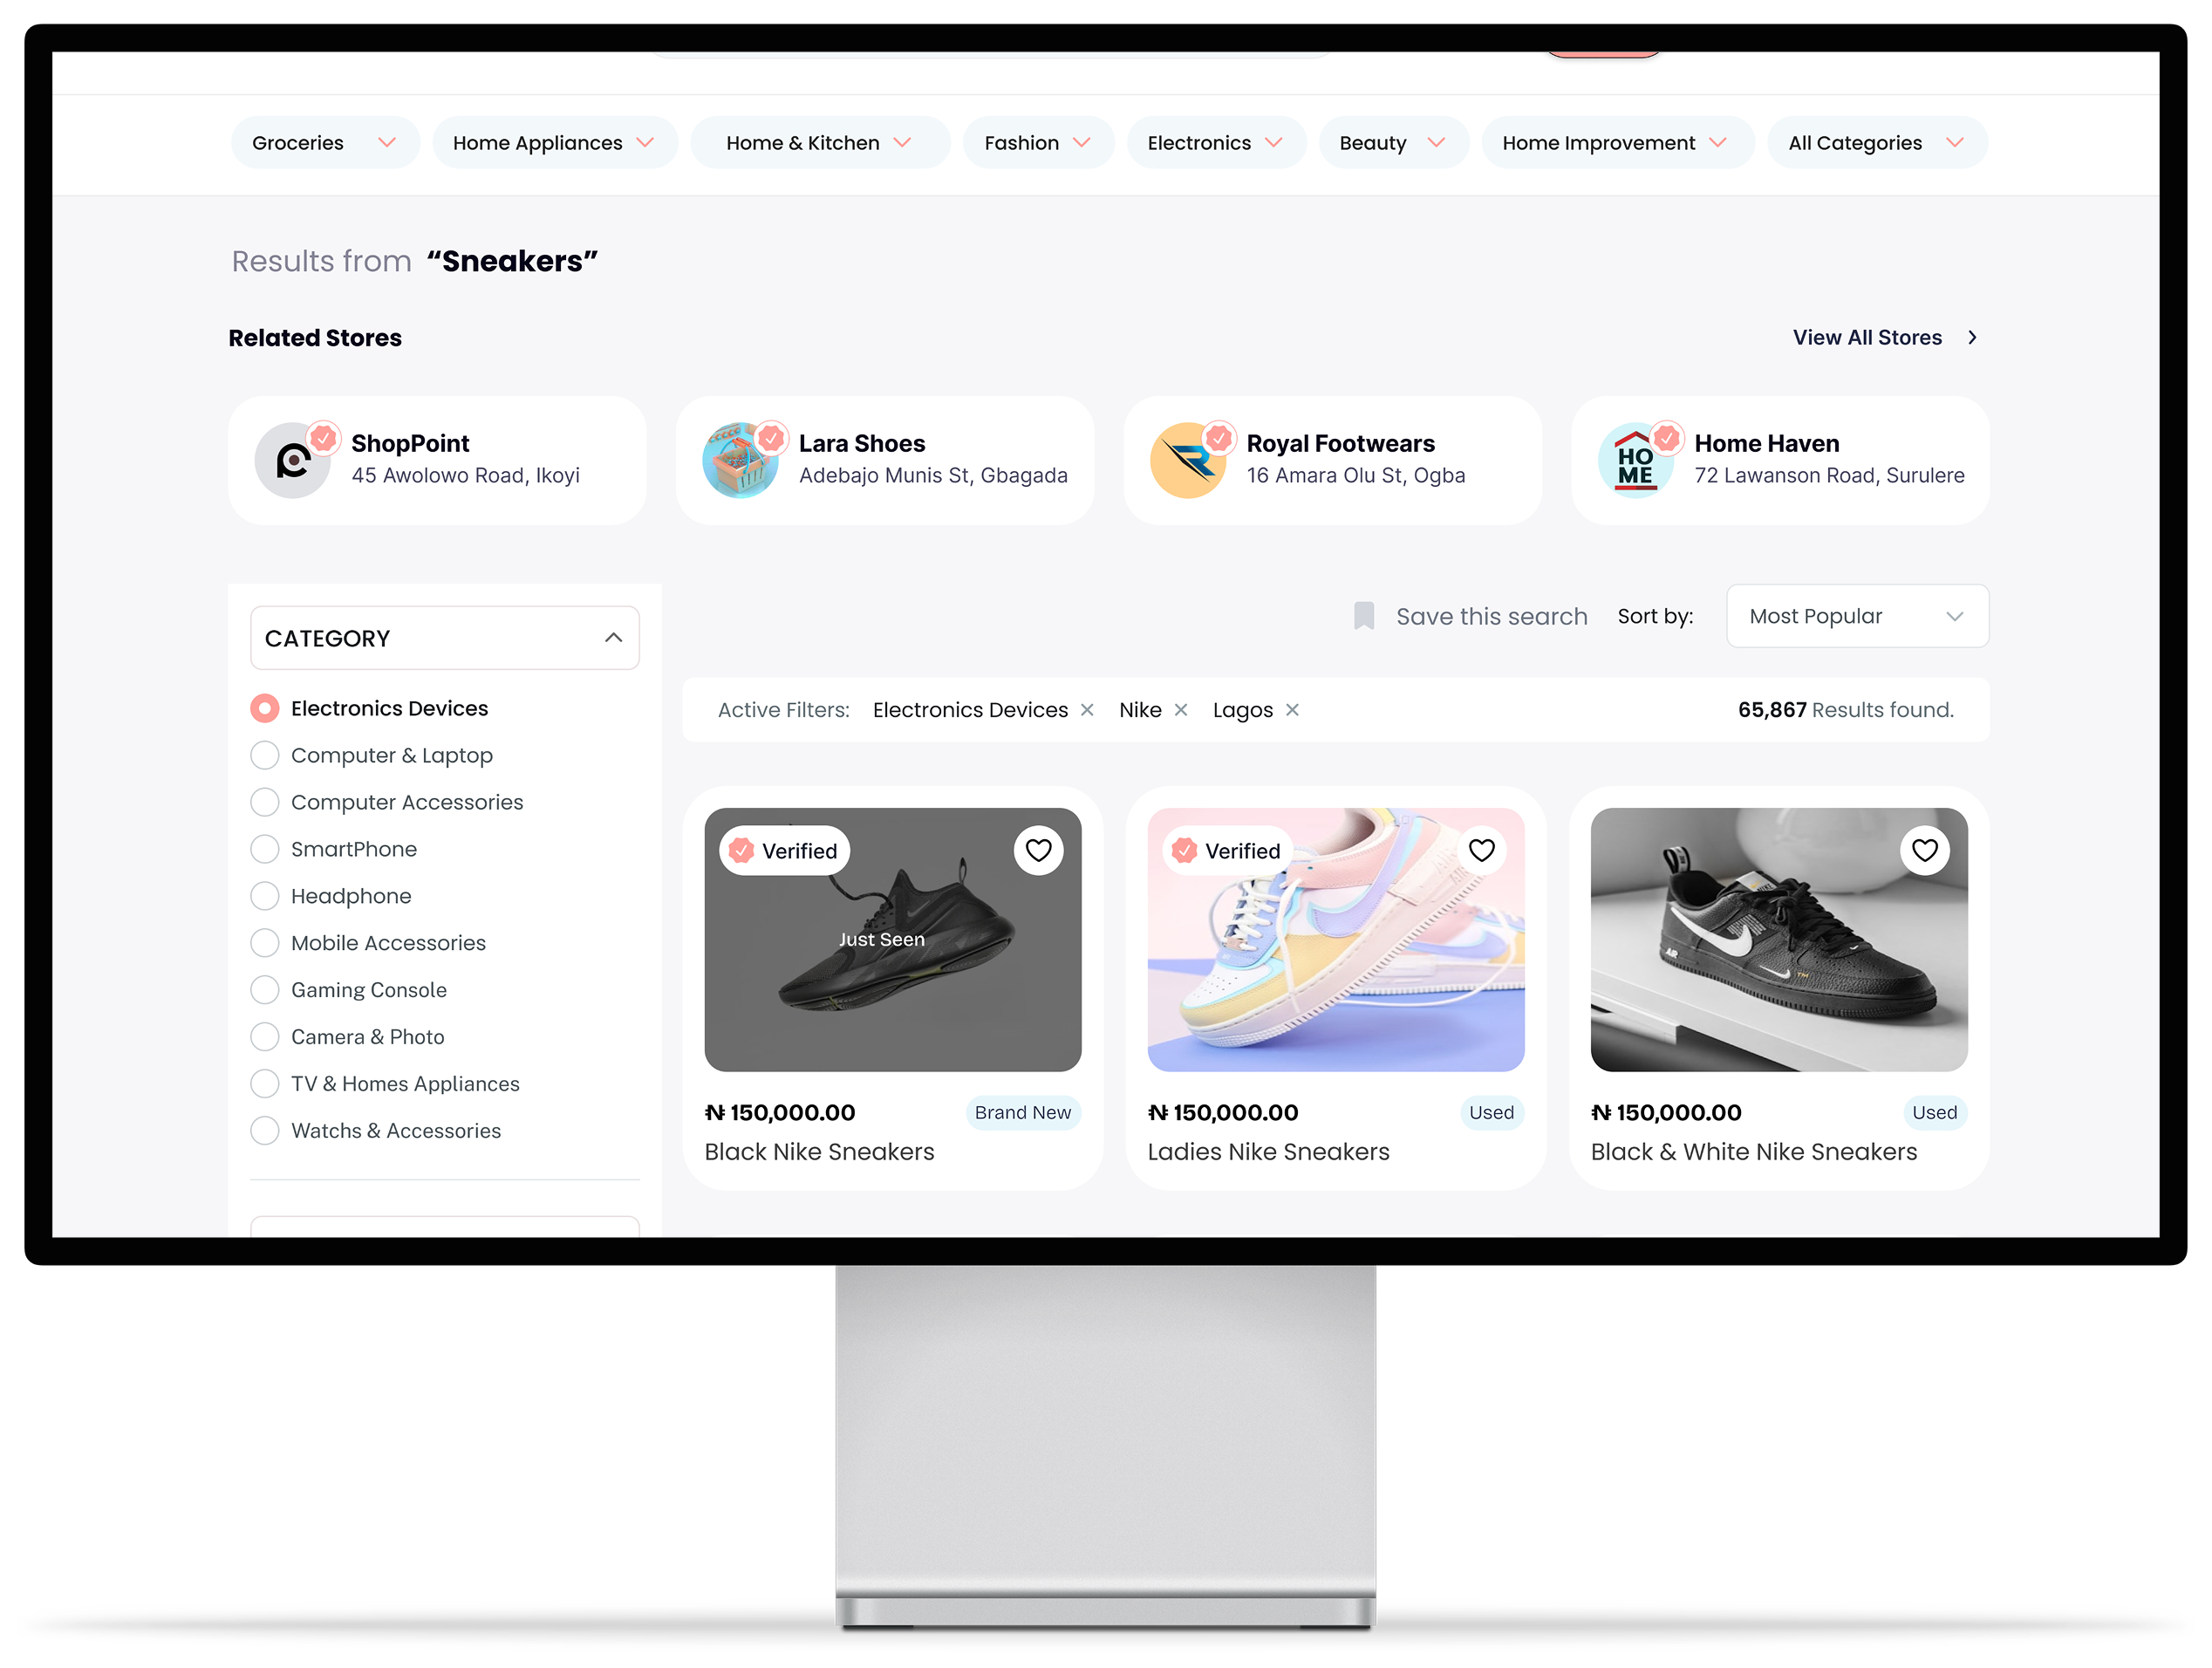 Groceries
Home Appliances
Home & Kitchen
Fashion
Electronics
Beauty
Home Improvement
All Categories
Results from “Sneakers”
Related Stores
View All Stores
ShopPoint
45 Awolowo Road, Ikoyi
Lara Shoes
Adebajo Munis St, Gbagada
Royal Footwears
16 Amara Olu St, Ogba
HO
ME
Home Haven
72 Lawanson Road, Surulere
Save this search
Sort by:
Most Popular
CATEGORY
Electronics Devices
Computer & Laptop
Computer Accessories
SmartPhone
Headphone
Mobile Accessories
Gaming Console
Camera & Photo
TV & Homes Appliances
Watchs & Accessories
Active Filters: Electronics Devices Nike Lagos
65,867 Results found.
Verified
Just Seen
₦ 150,000.00
Brand New
Black Nike Sneakers
Verified
₦ 150,000.00
Used
Ladies Nike Sneakers
AIR
TM
₦ 150,000.00
Used
Black & White Nike Sneakers